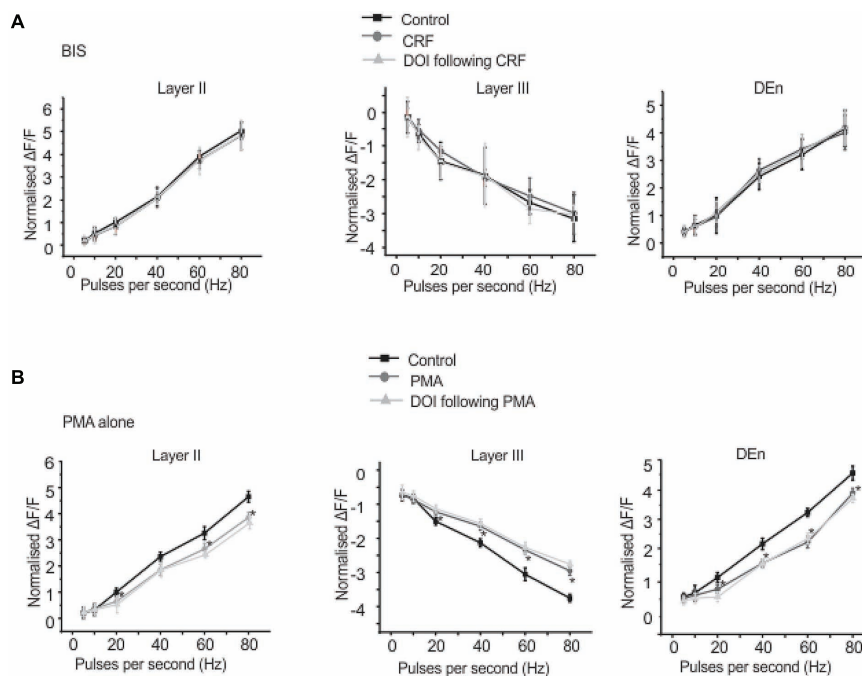 A
Control
CRF
DOI following CRF
BIS
Layer II
Layer III
DEn
Normalised ΔF/F
6
5
4
3
2
1
0
0 20 40 60 80
Pulses per second (Hz)
Normalised ΔF/F
0
-1
-2
-3
-4
0 20 40 60 80
Pulses per second (Hz)
Normalised ΔF/F
5
4
3
2
1
0
0 20 40 60 80
Pulses per second (Hz)
B
Control
PMA
DOI following PMA
PMA alone
Layer II
Layer III
DEn
Normalised ΔF/F
6
5
4
3
2
1
0
0 20 40 60 80
Pulses per second (Hz)
* * *
Normalised ΔF/F
0
-1
-2
-3
-4
0 20 40 60 80
Pulses per second (Hz)
* * * *
Normalised ΔF/F
5
4
3
2
1
0
0 20 40 60 80
Pulses per second (Hz)
* * * *